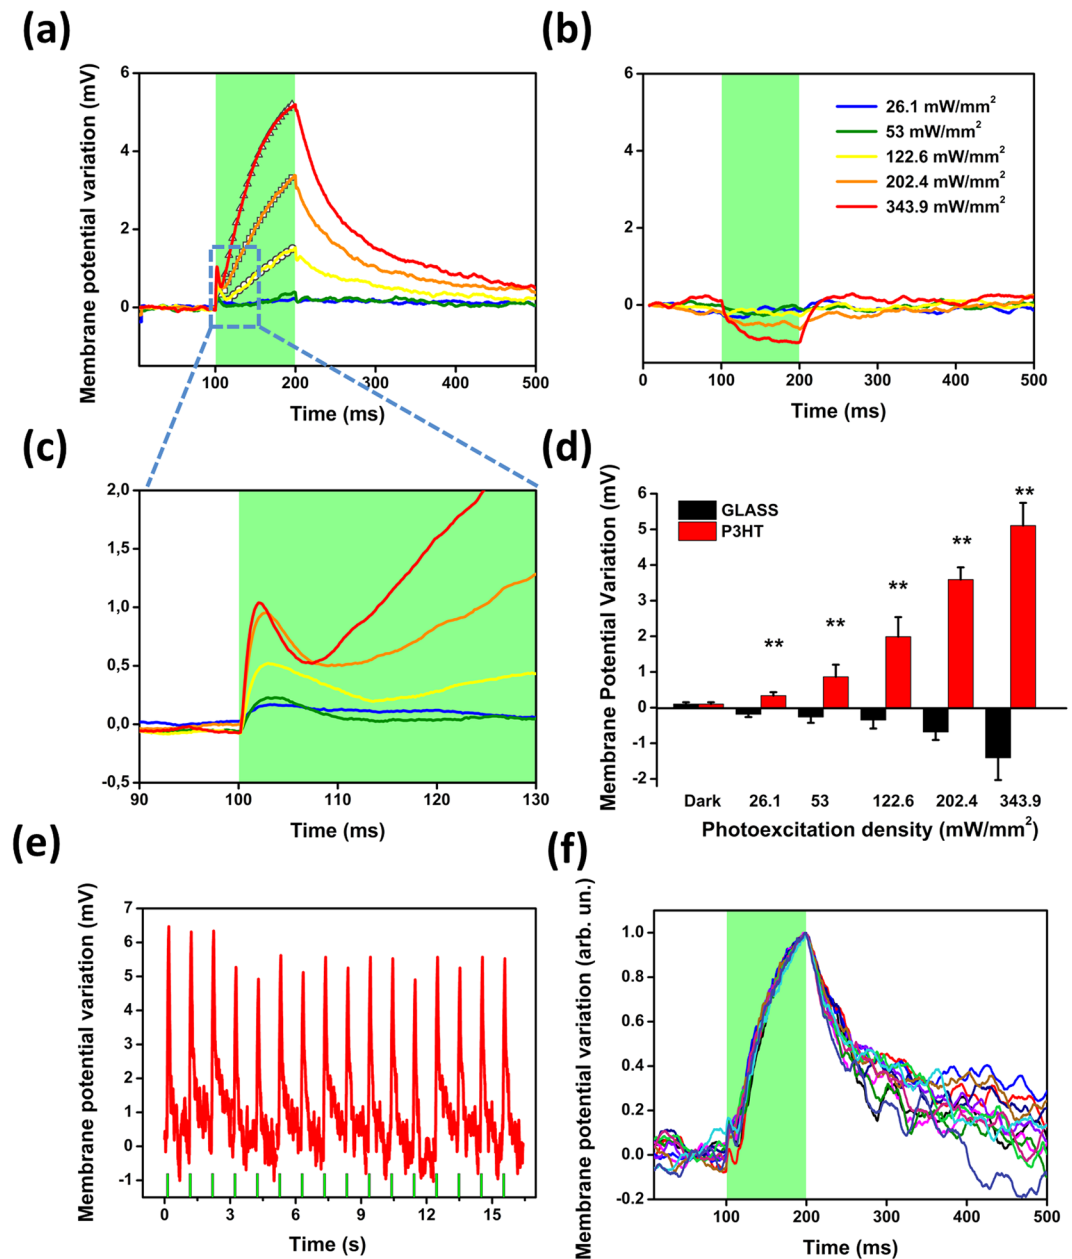 (a)
Membrane potential variation (mV)
6
4
2
0
100 200 300 400 500
Time (ms)
(b)
6
4
2
0
26.1 mW/mm²
53 mW/mm²
122.6 mW/mm²
202.4 mW/mm²
343.9 mW/mm²
0 100 200 300 400 500
Time (ms)
(c)
2,0
1,5
1,0
0,5
0,0
-0,5
90 100 110 120 130
Time (ms)
(d)
Membrane Potential Variation (mV)
6
5
4
3
2
1
0
-1
-2
GLASS
P3HT
** ** ** ** **
Dark 26.1 53 122.6 202.4 343.9
Photoexcitation density (mW/mm²)
(e)
Membrane potential variation (mV)
7
6
5
4
3
2
1
0
-1
0 3 6 9 12 15
Time (s)
(f)
Membrane potential variation (arb. un.)
1.0
0.8
0.6
0.4
0.2
0.0
-0.2
100 200 300 400 500
Time (ms)